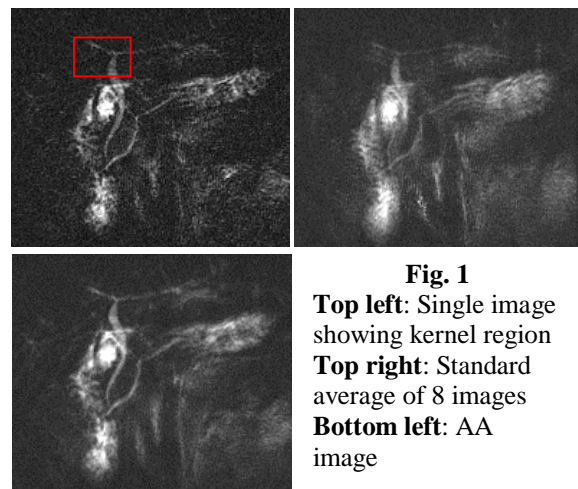 Fig. 1
Top left: Single image
showing kernel region
Top right: Standard
average of 8 images
Bottom left: AA
image